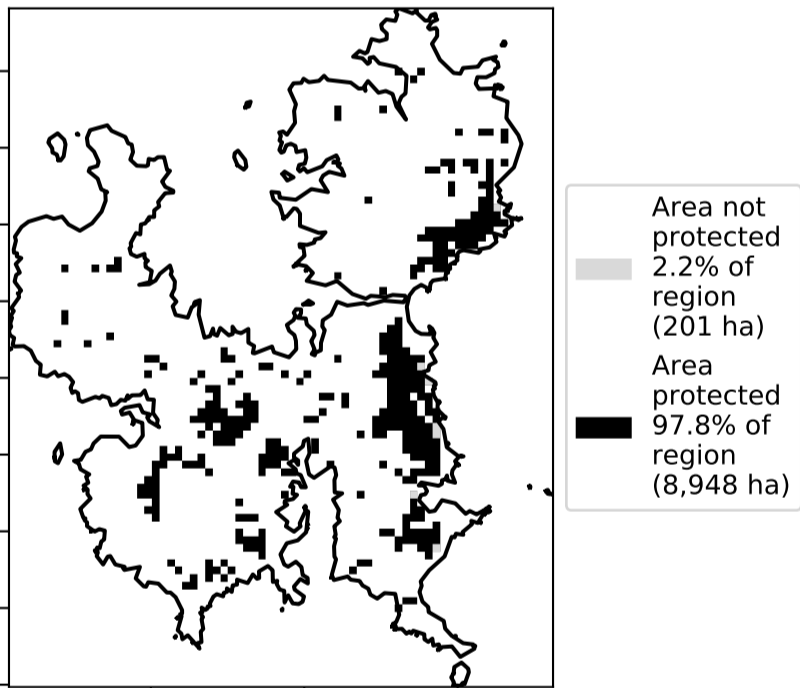 Area not
protected
2.2% of
region
(201 ha)
Area
protected
97.8% of
region
(8,948 ha)